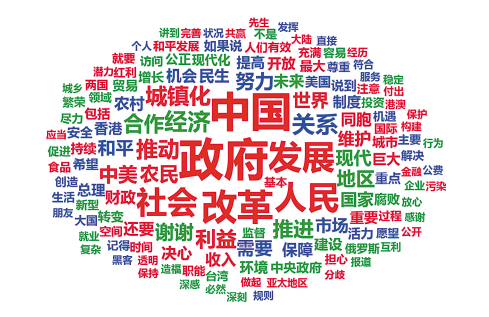 先生 发挥
讲到 完善 状况 共赢 不是 大陆 直接
个人 和平发展 如果说 人们 有效 充满 容易 经历
就要 访问 公正 现代化 提高 开放 最大 尊重 符合
潜力 红利 增长 机会 民生 努力 未来 美国 说到 服务 稳定
城乡 两国 贸易 城镇化 中国 世界 制度 注意 付出
繁荣 领域 农村 投资 港澳
尽力 包括 合作 经济 关系 同胞 机遇 保护
应当 安全 香港 维护 国际 构建
促进 持续 和平 推动 政府 发展 现代 城市 主要 行为
食品 希望 巨大 解决
创造 中美 农民 基本 地区 重点 金融 公费
生活 总理 财政 社会 改革 人民 国家 腐败 企业 污染
朋友 新型 放心
大国 转变 还要 谢谢 利益 推进 市场 重要 过程 感谢
就业 空间 监督 活力 愿望 公开
复杂 记得 时间 决心 需要 保障 建设 俄罗斯 互利
黑客 透明 收入 担心 报道
保持 造福 职能 台湾 环境 中央政府 分歧
深感 必然 做起 亚太地区
深刻 规则